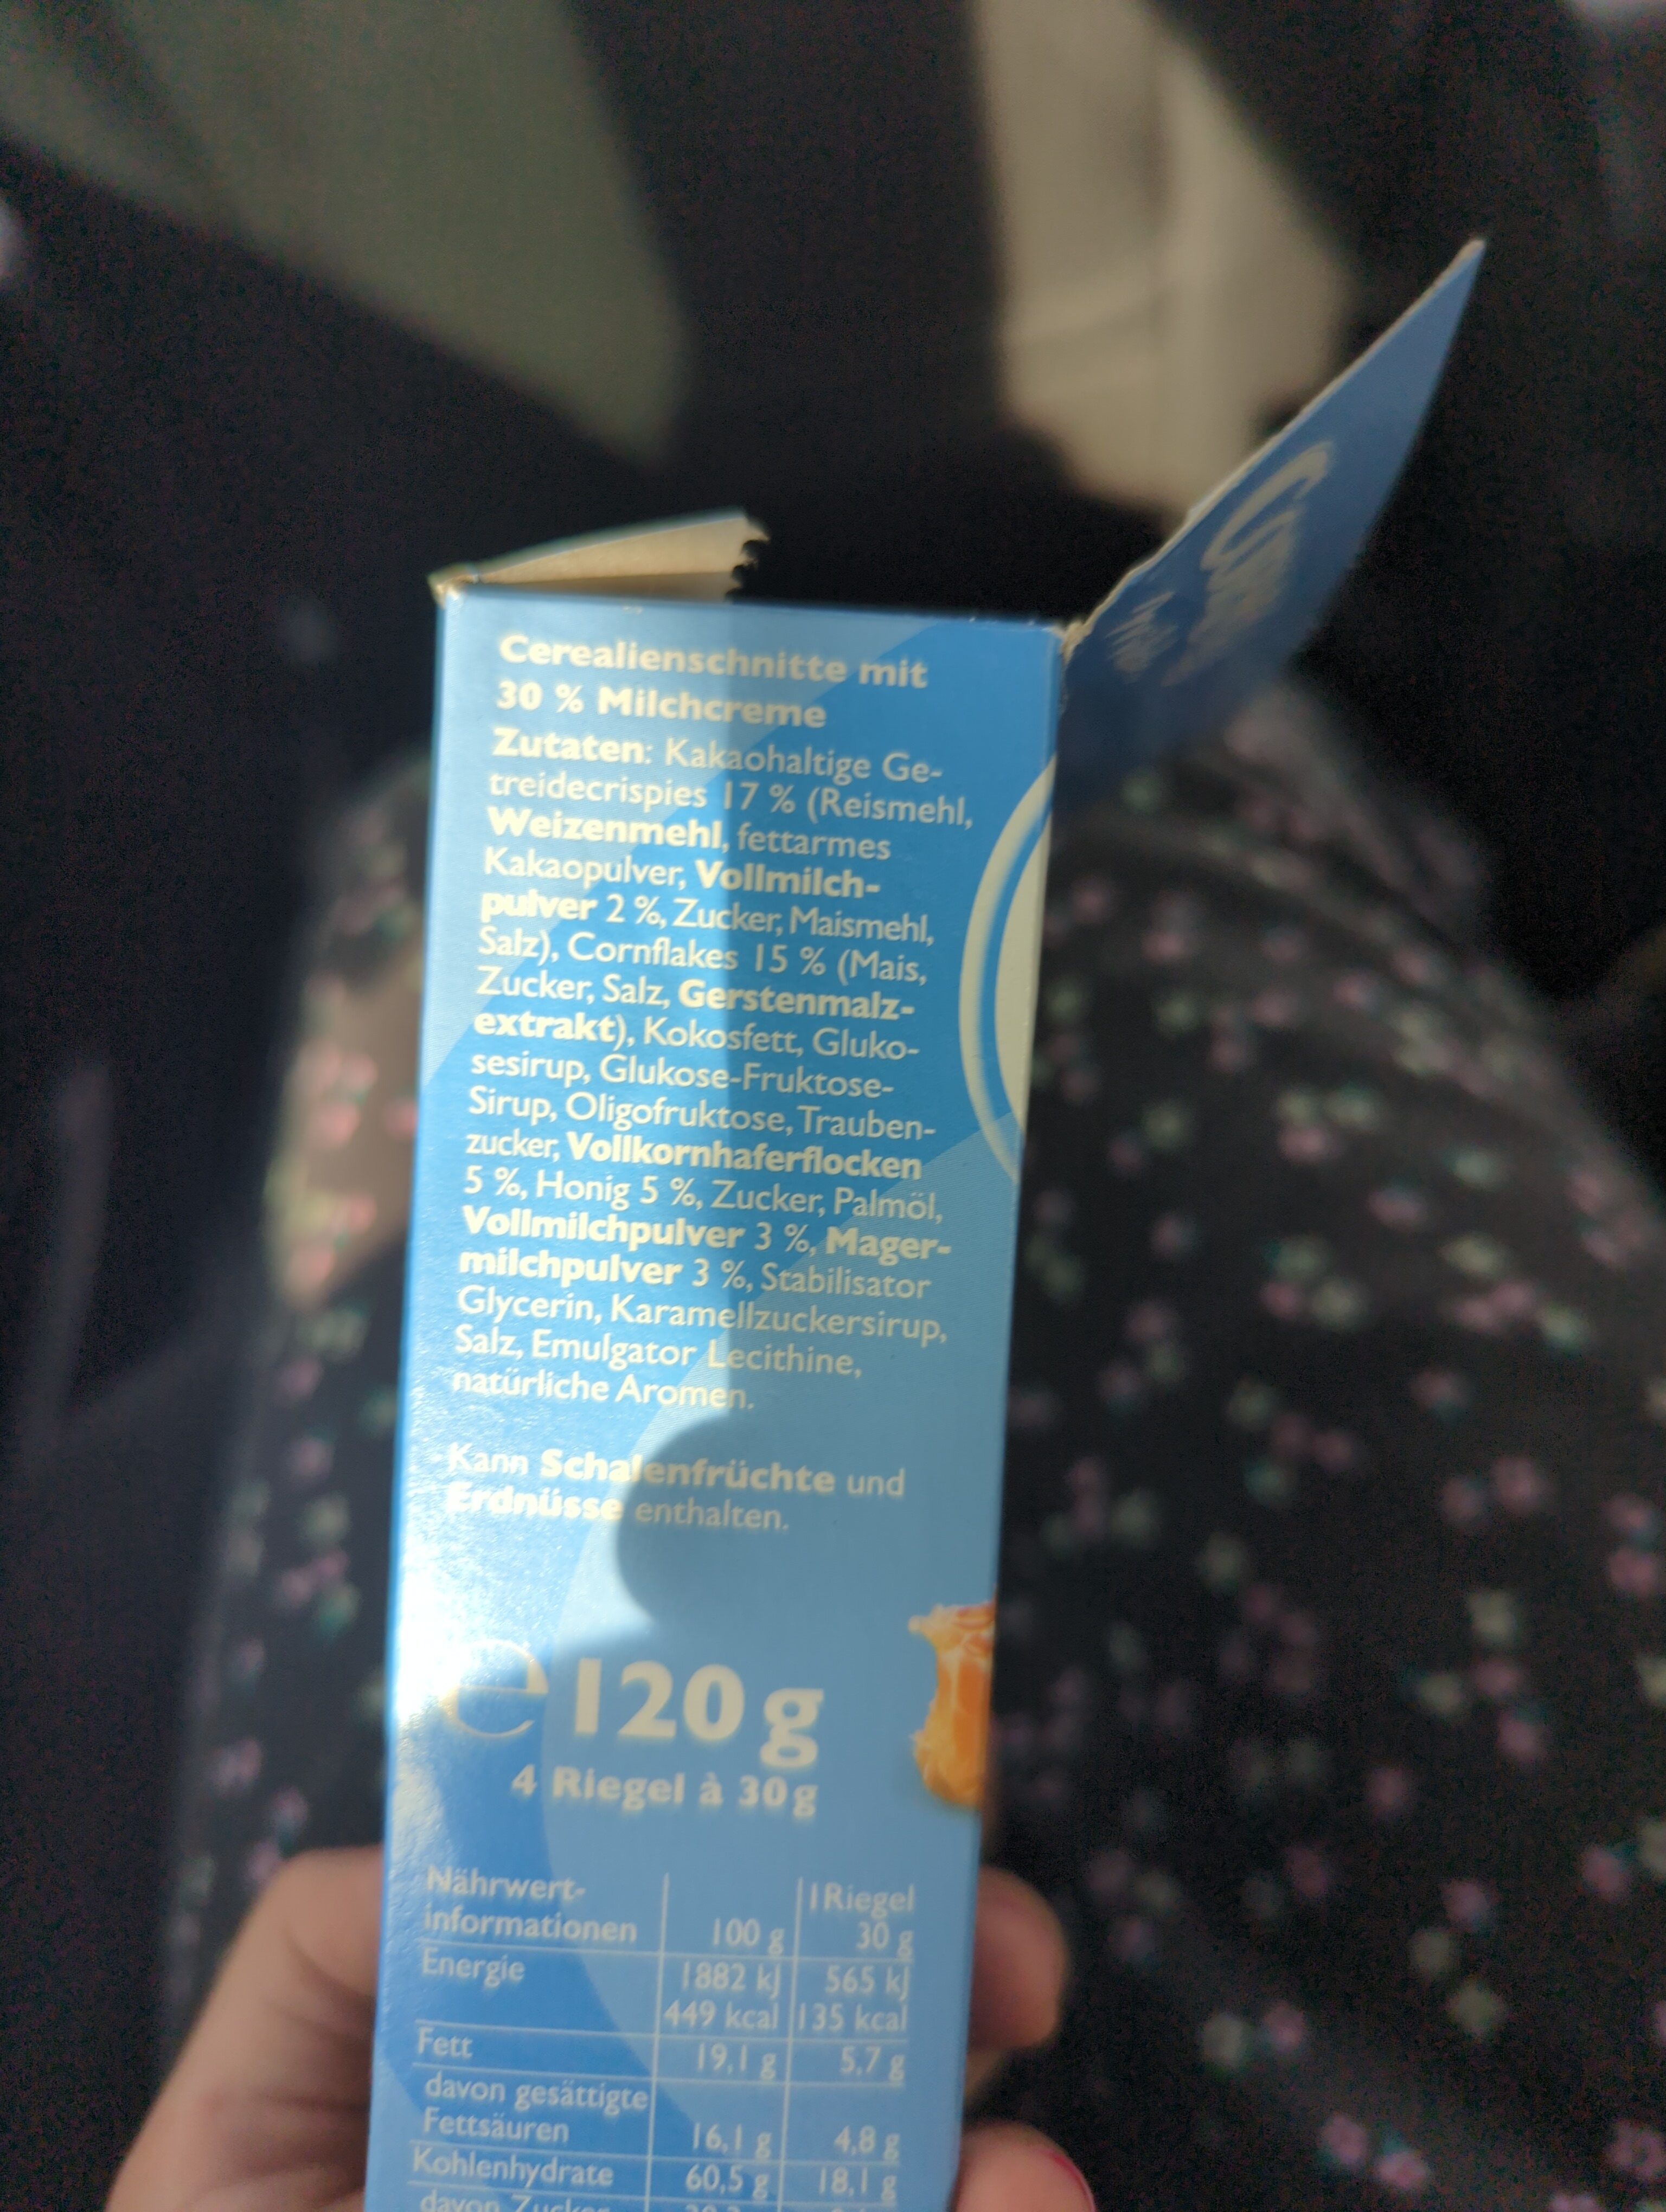 Cerealienschnitte mit
30 % Milchcreme
Zutaten: Kakaohaltige Ge-
treidecrispies 17 % (Reismehl,
Weizenmehl, fettarmes
Kakaopulver, Vollmilch-
pulver 2 %, Zucker, Maismehl,
Salz), Cornflakes 15 % (Mais,
Zucker, Salz, Gerstenmalz-
extrakt), Kokosfett, Gluko-
sesirup, Glukose-Fruktose-
Sirup, Oligofruktose, Trauben-
zucker, Vollkornhaferflocken
5 %, Honig 5 %, Zucker, Palmöl,
Vollmilchpulver 3 %, Mager-
milchpulver 3 %, Stabilisator
Glycerin, Karamellzuckersirup,
Salz, Emulgator Lecithine,
natürliche Aromen.
Kann Schalenfrüchte und
Erdnüsse enthalten.
e 120 g
4 Riegel à 30 g
Nährwert- 1 Riegel
informationen 100 g 30 g
Energie 1882 kJ 565 kJ
449 kcal 135 kcal
Fett 19,1 g 5,7 g
davon gesättigte
Fettsäuren 16,1 g 4,8 g
Kohlenhydrate 60,5 g 18,1 g
davon Zucker